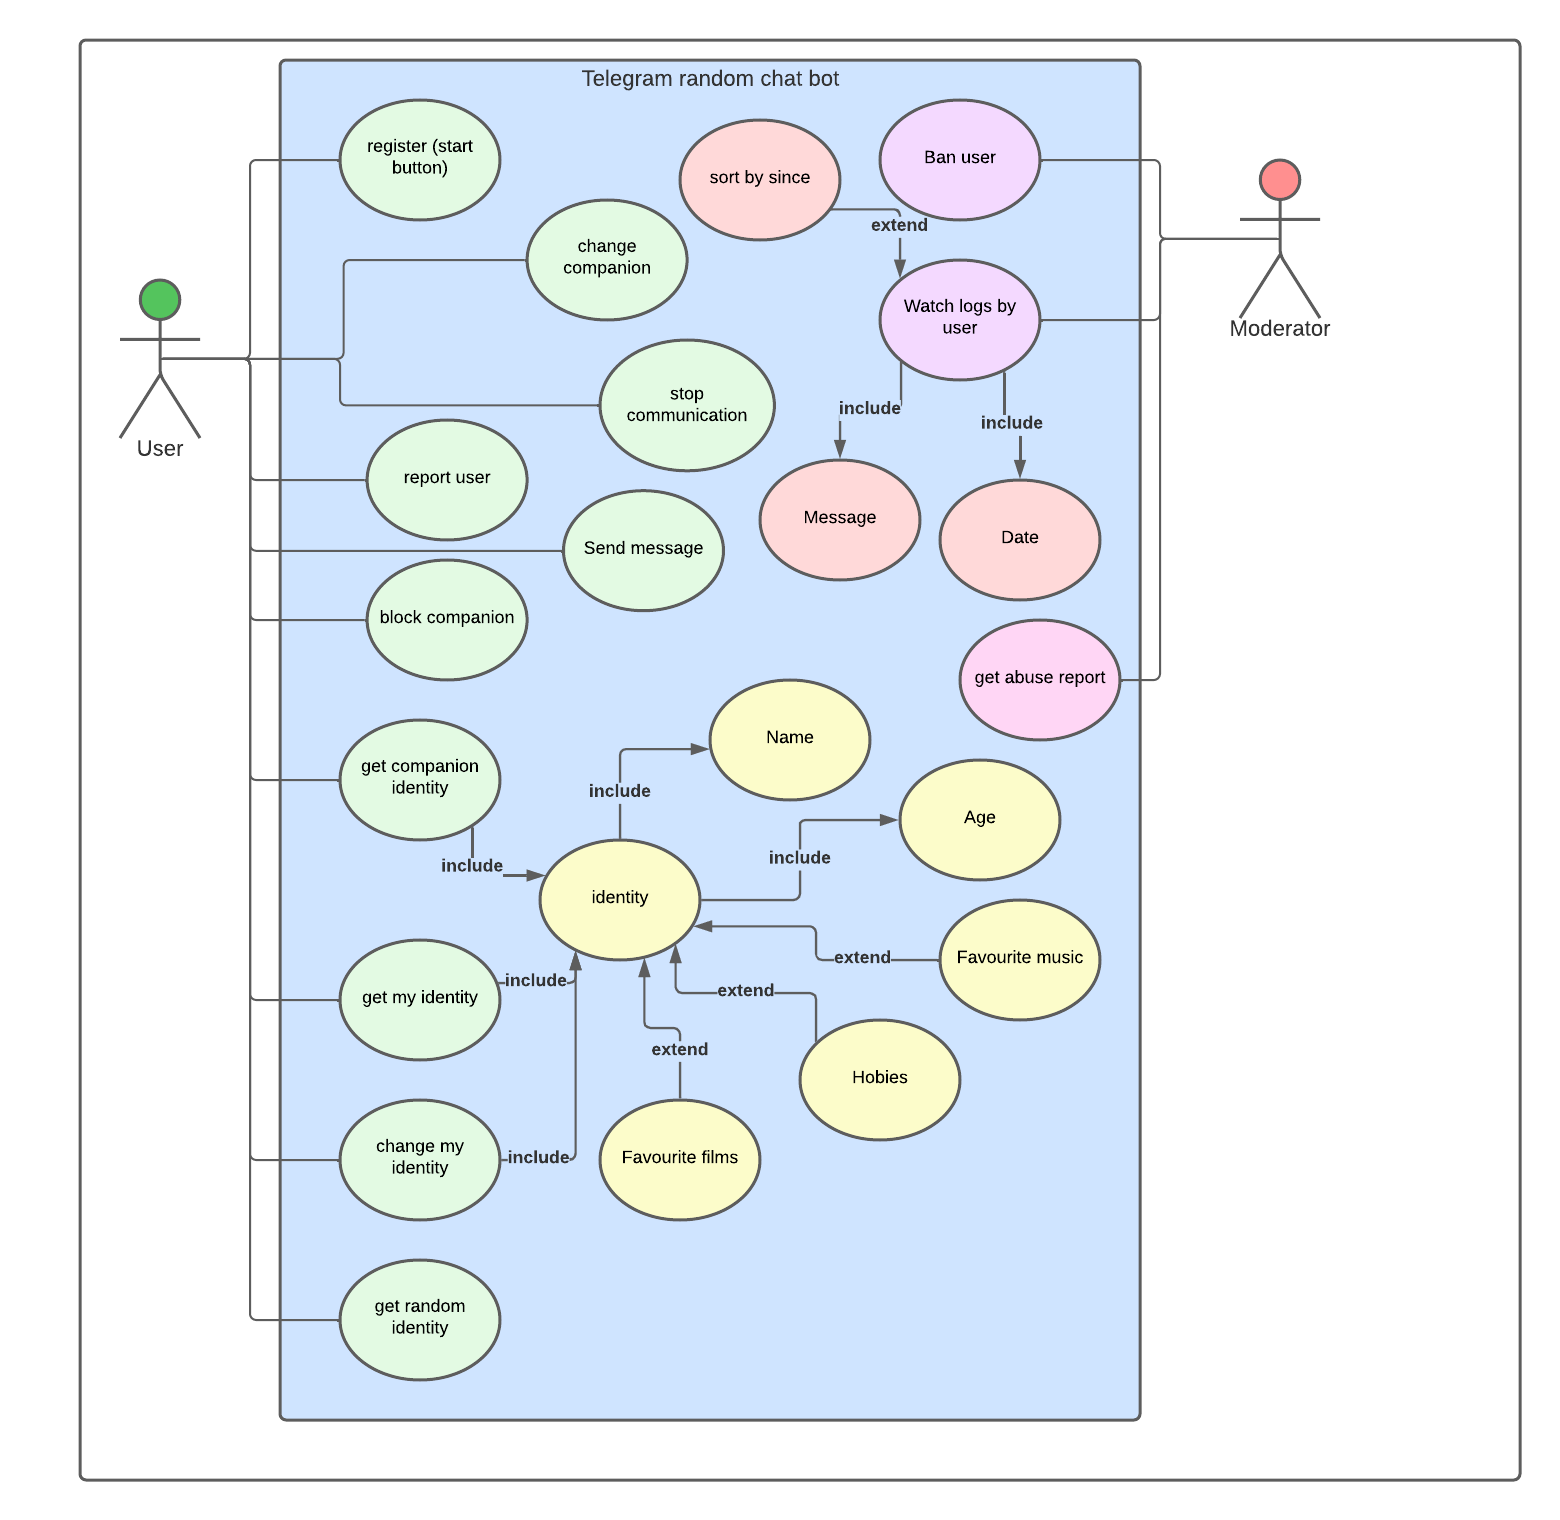 Telegram random chat bot
register (start
button)
sort by since
Ban user
extend
change
companion
Watch logs by
user
Moderator
stop
communication
include
include
User
report user
Message
Date
Send message
block companion
get abuse report
Name
get companion
identity
include
Age
include
include
identity
extend
Favourite music
get my identity
include
extend
extend
Hobies
change my
identity
include
Favourite films
get random
identity